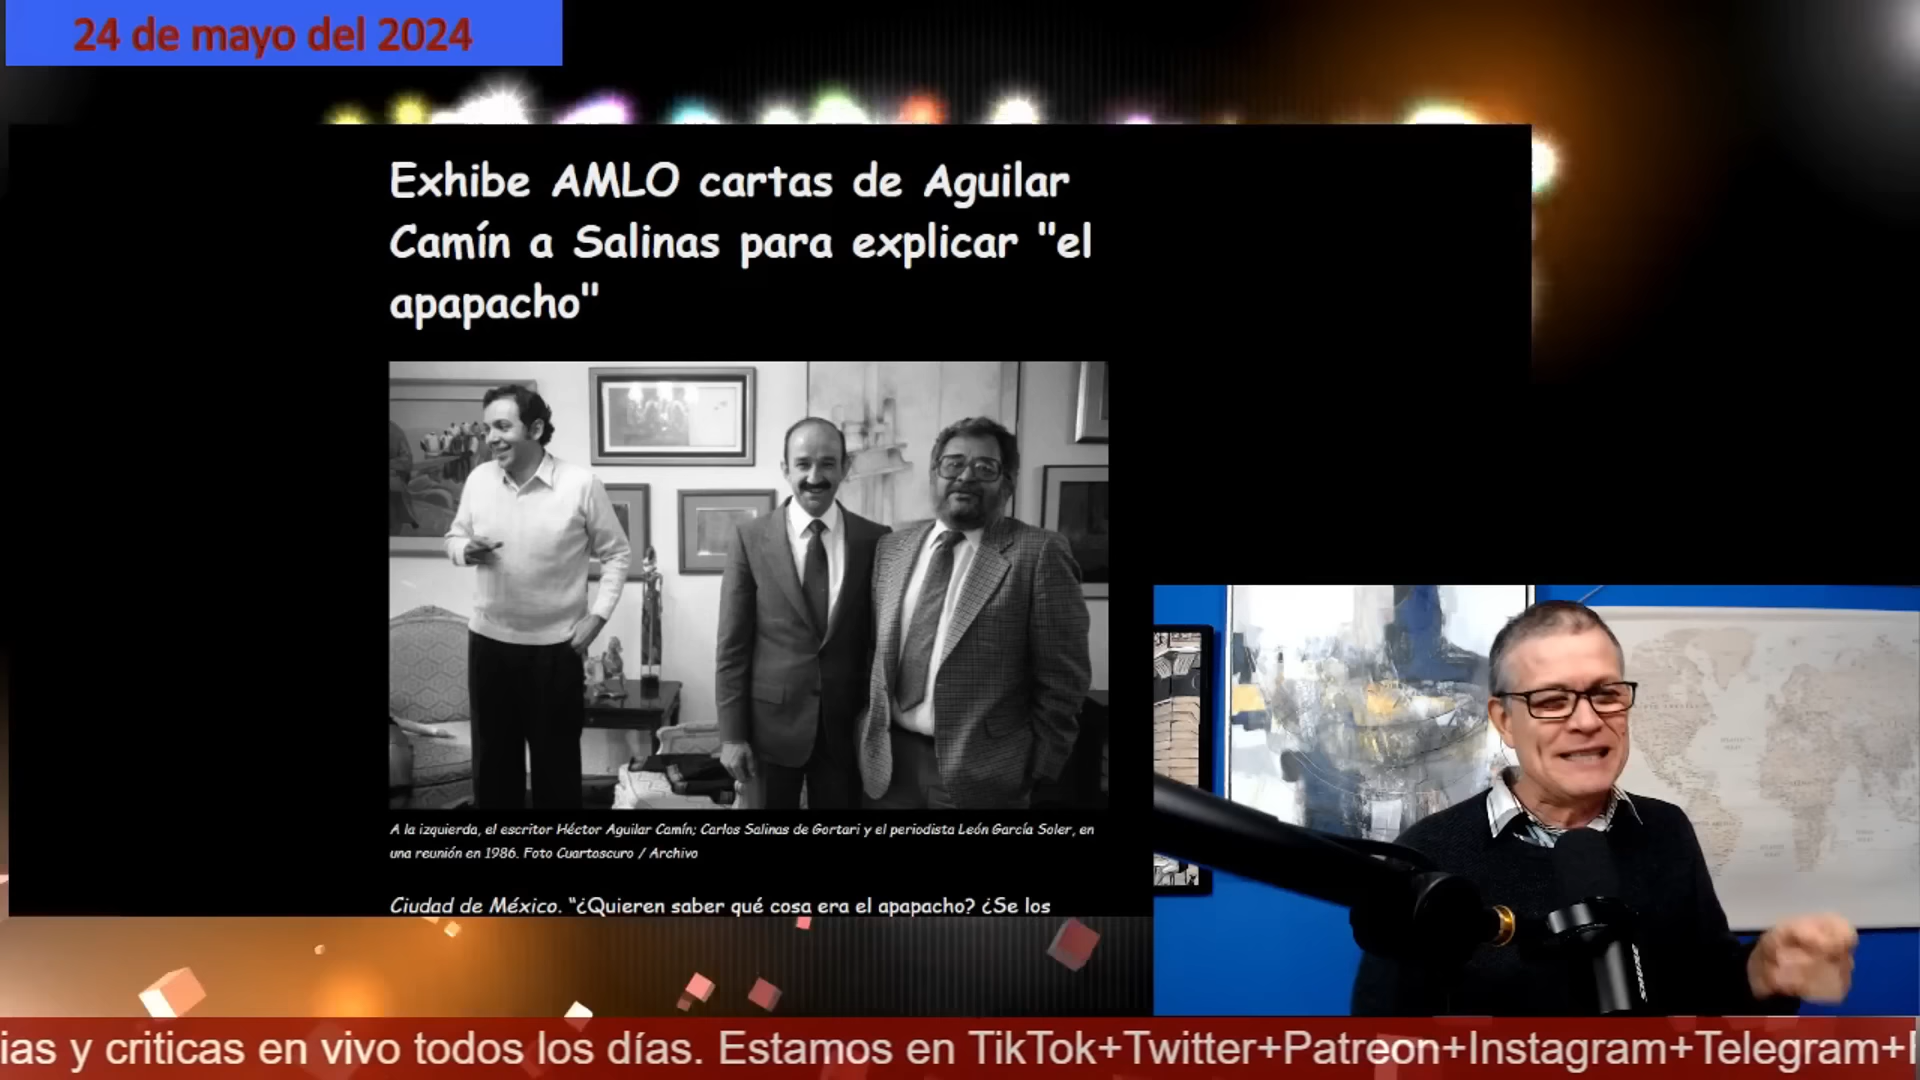 24 de mayo del 2024
Exhibe AMLO cartas de Aguilar
Camín a Salinas para explicar "el
apapacho"
A la izquierda, el escritor Héctor Aguilar Camín; Carlos Salinas de Gortari y el periodista León García Soler, en
una reunión en 1986. Foto Cuartoscuro / Archivo
Ciudad de México. "¿Quieren saber qué cosa era el apapacho? ¿Se los
ias y criticas en vivo todos los días. Estamos en TikTok+Twitter+Patreon+Instagram+Telegram+